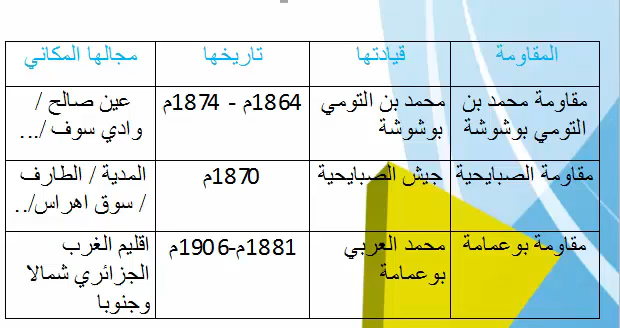 المقاومة قيادتها تاريخها مجالها المكاني
مقاومة محمد بن محمد بن التومي 1864م - 1874م عين صالح /
التومي بوشوشة بوشوشة وادي سوف /...
مقاومة الصبايحية جيش الصبايحية 1870م المدية / الطارف
/ سوق اهراس/..
مقاومة بوعمامة محمد العربي 1881م-1906م اقليم الغرب
بوعمامة الجزائري شمالا
وجنوبا